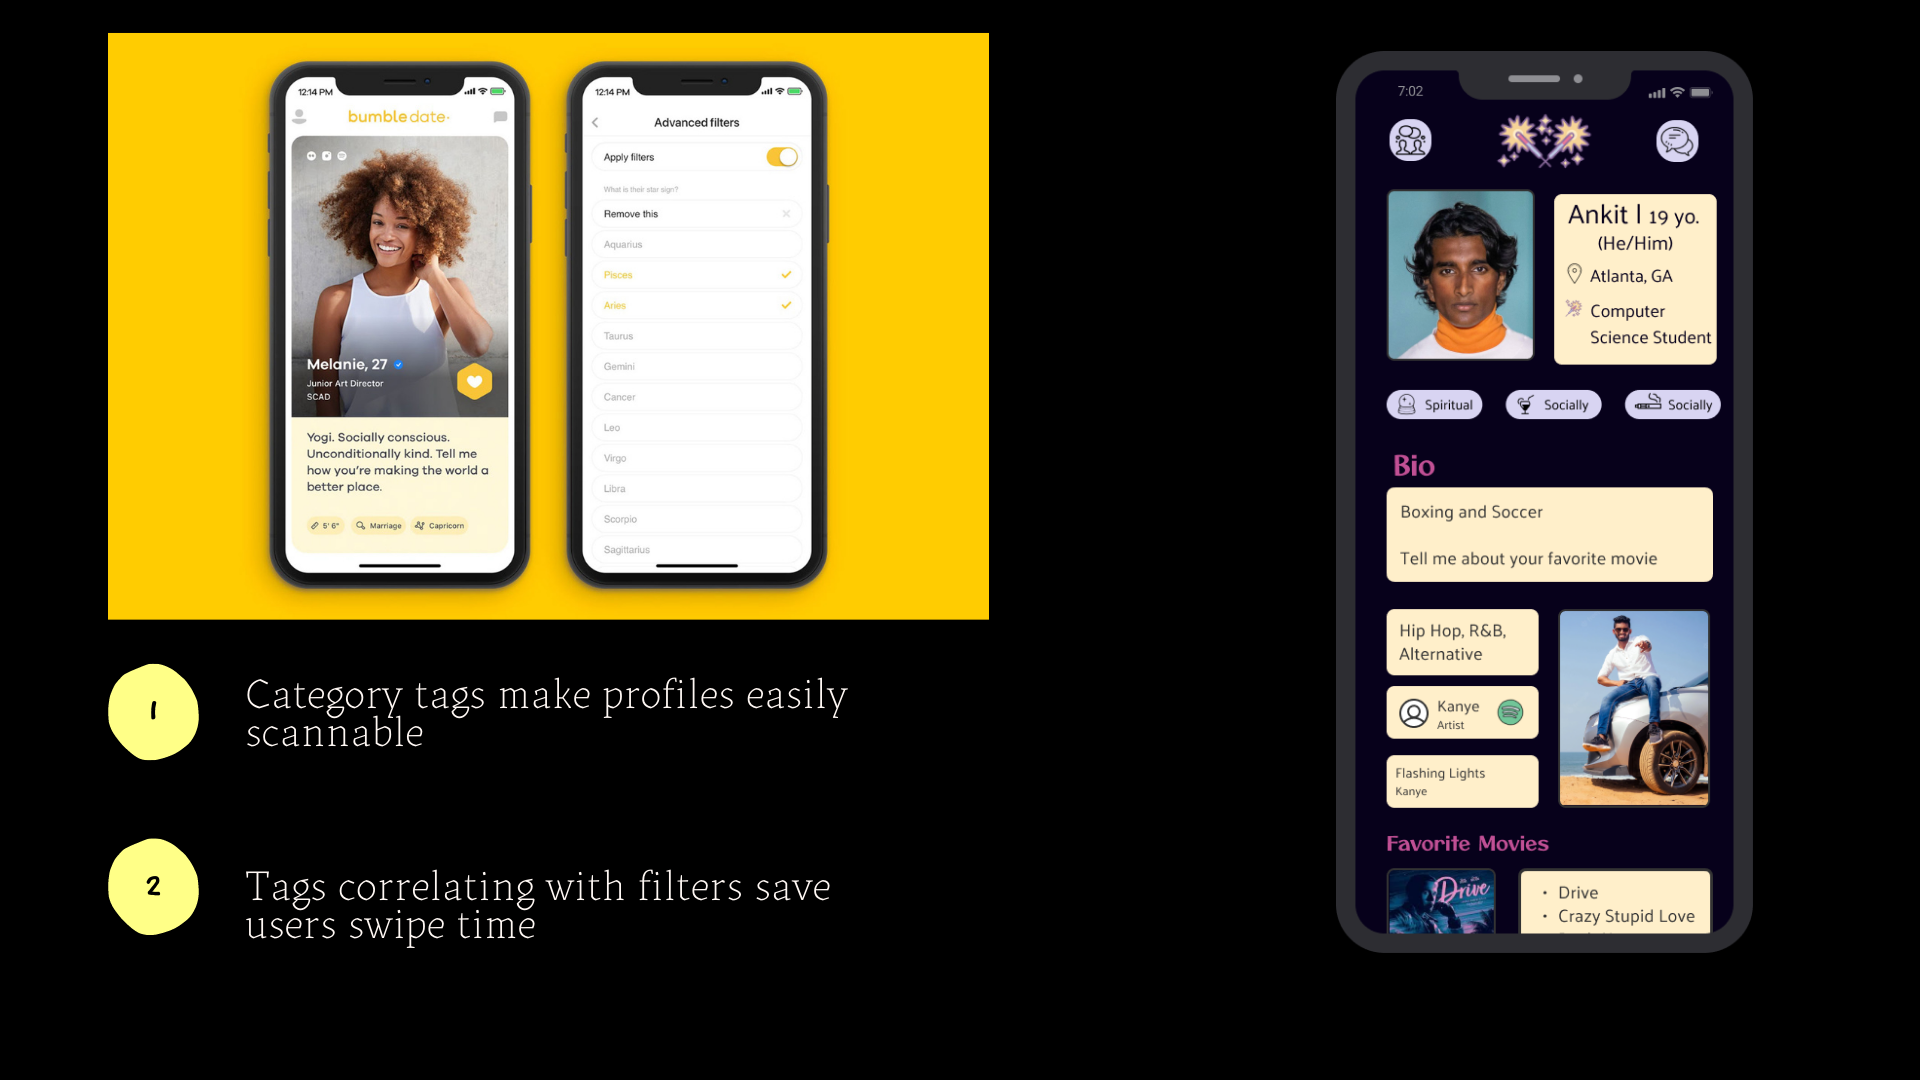 12:14 PM
bumble date·
Melanie, 27
Junior Art Director
SCAD
Yogi. Socially conscious.
Unconditionally kind. Tell me
how you're making the world a
better place.
5' 6"
Marriage
Capricorn
12:14 PM
Advanced filters
Apply filters
What is their star sign?
Remove this
Aquarius
Pisces
Aries
Taurus
Gemini
Cancer
Leo
Virgo
Libra
Scorpio
Sagittarius
1
Category tags make profiles easily
scannable
2
Tags correlating with filters save
users swipe time
7:02
Ankit | 19 yo.
(He/Him)
Atlanta, GA
Computer
Science Student
Spiritual
Socially
Socially
Bio
Boxing and Soccer
Tell me about your favorite movie
Hip Hop, R&B,
Alternative
Kanye
Artist
Flashing Lights
Kanye
Favorite Movies
Drive
• Drive
• Crazy Stupid Love